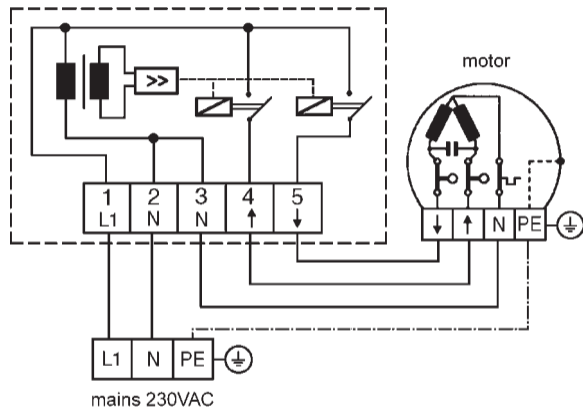 motor
>>
1 2 3 4 5
L1 N N ↑ ↓
↓ ↑ N PE
L1 N PE
mains 230VAC